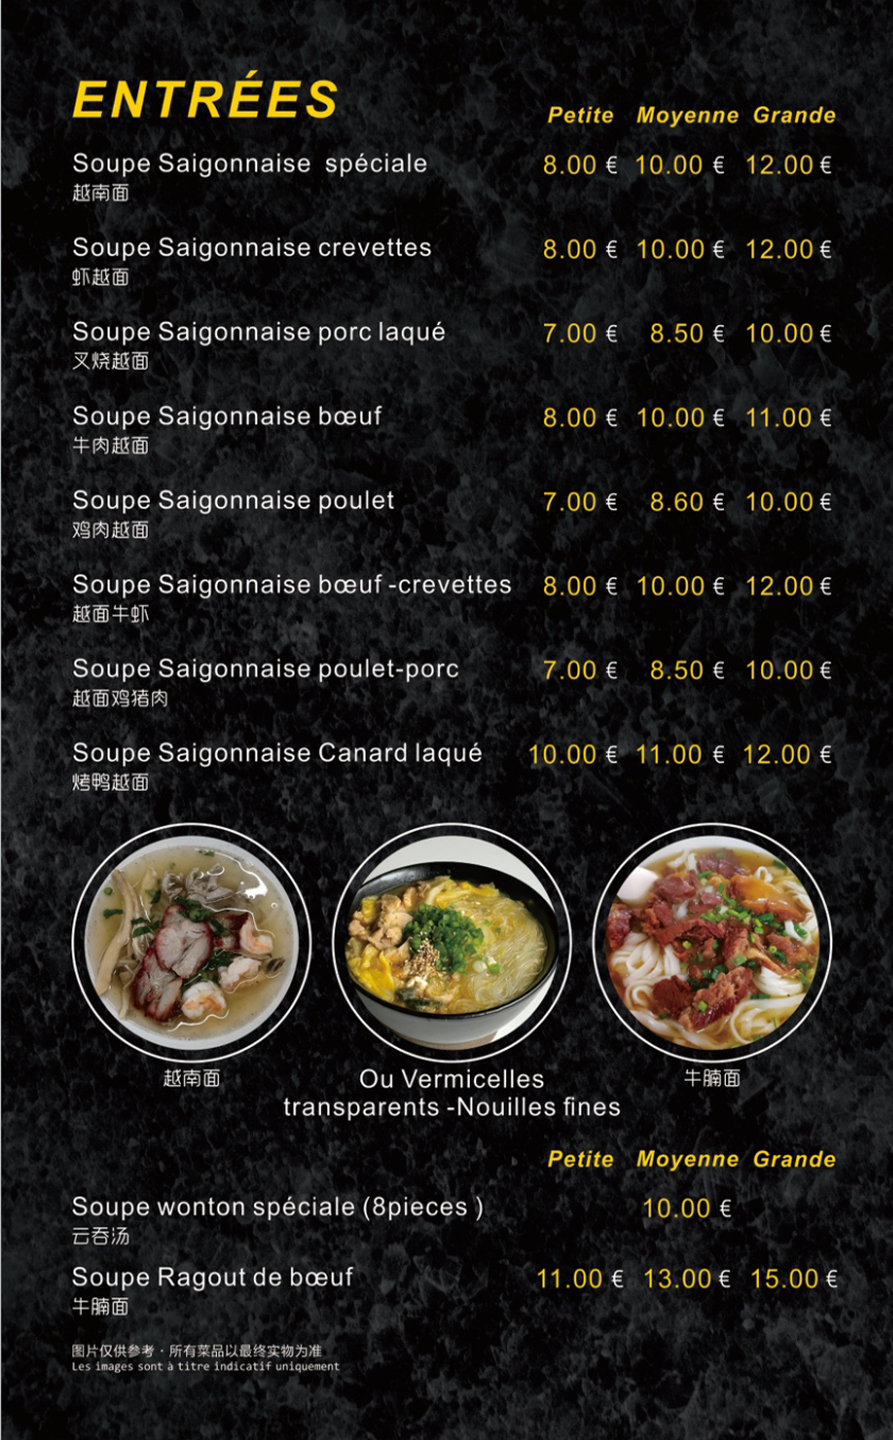 ENTRÉES
Petite Moyenne Grande
Soupe Saigonnaise spéciale 8.00 € 10.00 € 12.00 €
越南面
Soupe Saigonnaise crevettes 8.00 € 10.00 € 12.00 €
虾越面
Soupe Saigonnaise porc laqué 7.00 € 8.50 € 10.00 €
叉烧越面
Soupe Saigonnaise bœuf 8.00 € 10.00 € 11.00 €
牛肉越面
Soupe Saigonnaise poulet 7.00 € 8.60 € 10.00 €
鸡肉越面
Soupe Saigonnaise bœuf -crevettes 8.00 € 10.00 € 12.00 €
越面牛虾
Soupe Saigonnaise poulet-porc 7.00 € 8.50 € 10.00 €
越面鸡猪肉
Soupe Saigonnaise Canard laqué 10.00 € 11.00 € 12.00 €
烤鸭越面
越南面
Ou Vermicelles
transparents -Nouilles fines
牛腩面
Petite Moyenne Grande
Soupe wonton spéciale (8pieces ) 10.00 €
云吞汤
Soupe Ragout de bœuf 11.00 € 13.00 € 15.00 €
牛腩面
图片仅供参考 · 所有菜品以最终实物为准
Les images sont à titre indicatif uniquement